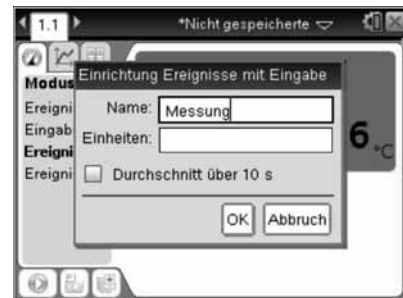 1.1 *Nicht gespeicherte
Einrichtung Ereignisse mit Eingabe
Modus
Name: Messung
Ereigni
Einheiten:
Eingab
6 °C
Ereigni
Ereigni
Durchschnitt über 10 s
OK Abbruch